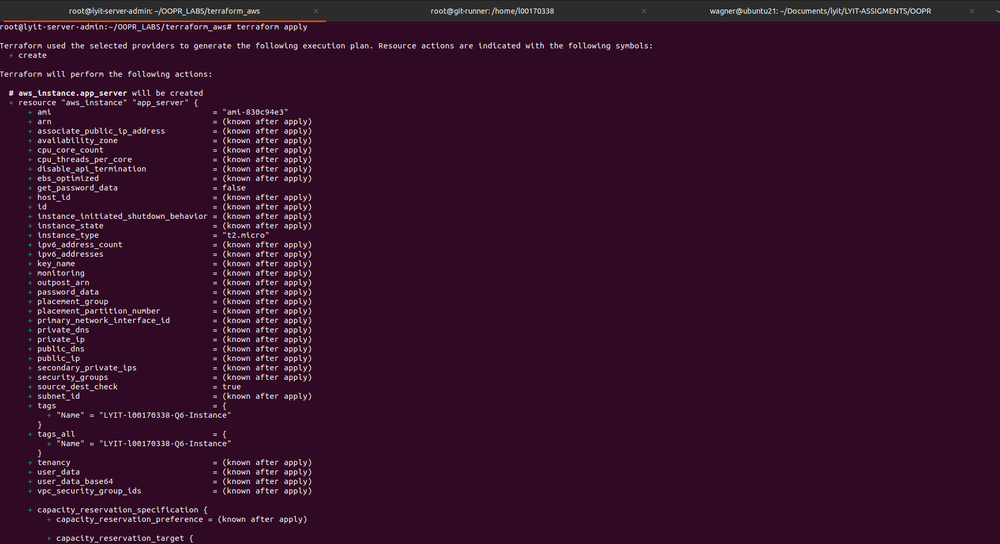 root@lyit-server-admin: ~/OOPR_LABS/terraform_aws × root@git-runner: /home/l00170338 × wagner@ubuntu21: ~/Documents/lyit/LYIT-ASSIGMENTS/OOPR ×
root@lyit-server-admin:~/OOPR_LABS/terraform_aws# terraform apply
Terraform used the selected providers to generate the following execution plan. Resource actions are indicated with the following symbols:
+ create
Terraform will perform the following actions:
# aws_instance.app_server will be created
+ resource "aws_instance" "app_server" {
+ ami = "ami-830c94e3"
+ arn = (known after apply)
+ associate_public_ip_address = (known after apply)
+ availability_zone = (known after apply)
+ cpu_core_count = (known after apply)
+ cpu_threads_per_core = (known after apply)
+ disable_api_termination = (known after apply)
+ ebs_optimized = (known after apply)
+ get_password_data = false
+ host_id = (known after apply)
+ id = (known after apply)
+ instance_initiated_shutdown_behavior = (known after apply)
+ instance_state = (known after apply)
+ instance_type = "t2.micro"
+ ipv6_address_count = (known after apply)
+ ipv6_addresses = (known after apply)
+ key_name = (known after apply)
+ monitoring = (known after apply)
+ outpost_arn = (known after apply)
+ password_data = (known after apply)
+ placement_group = (known after apply)
+ placement_partition_number = (known after apply)
+ primary_network_interface_id = (known after apply)
+ private_dns = (known after apply)
+ private_ip = (known after apply)
+ public_dns = (known after apply)
+ public_ip = (known after apply)
+ secondary_private_ips = (known after apply)
+ security_groups = (known after apply)
+ source_dest_check = true
+ subnet_id = (known after apply)
+ tags = {
+ "Name" = "LYIT-l00170338-Q6-Instance"
}
+ tags_all = {
+ "Name" = "LYIT-l00170338-Q6-Instance"
}
+ tenancy = (known after apply)
+ user_data = (known after apply)
+ user_data_base64 = (known after apply)
+ vpc_security_group_ids = (known after apply)
+ capacity_reservation_specification {
+ capacity_reservation_preference = (known after apply)
+ capacity_reservation_target {